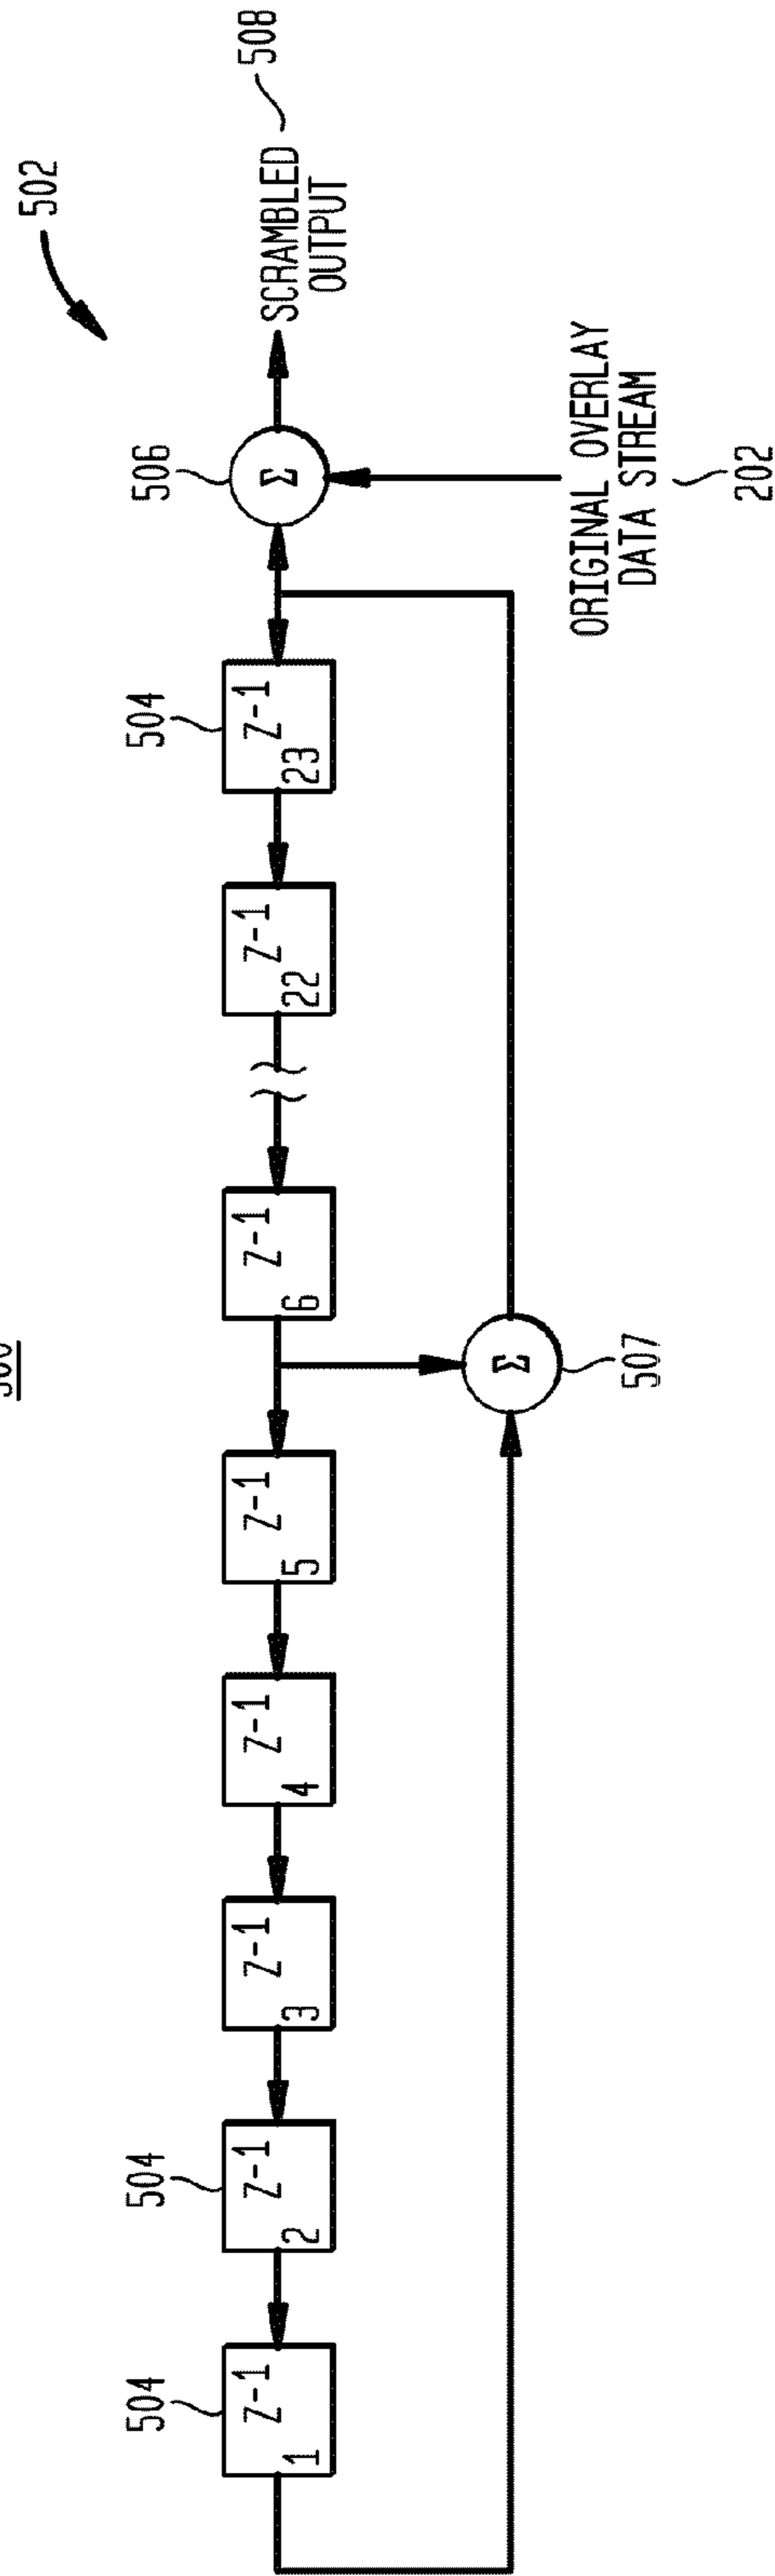 502
504
504
504
506
Z-1
1
Z-1
2
Z-1
3
Z-1
4
Z-1
5
Z-1
6
Z-1
22
Z-1
23
Σ
SCRAMBLED
OUTPUT
508
Σ
507
ORIGINAL OVERLAY
DATA STREAM
202